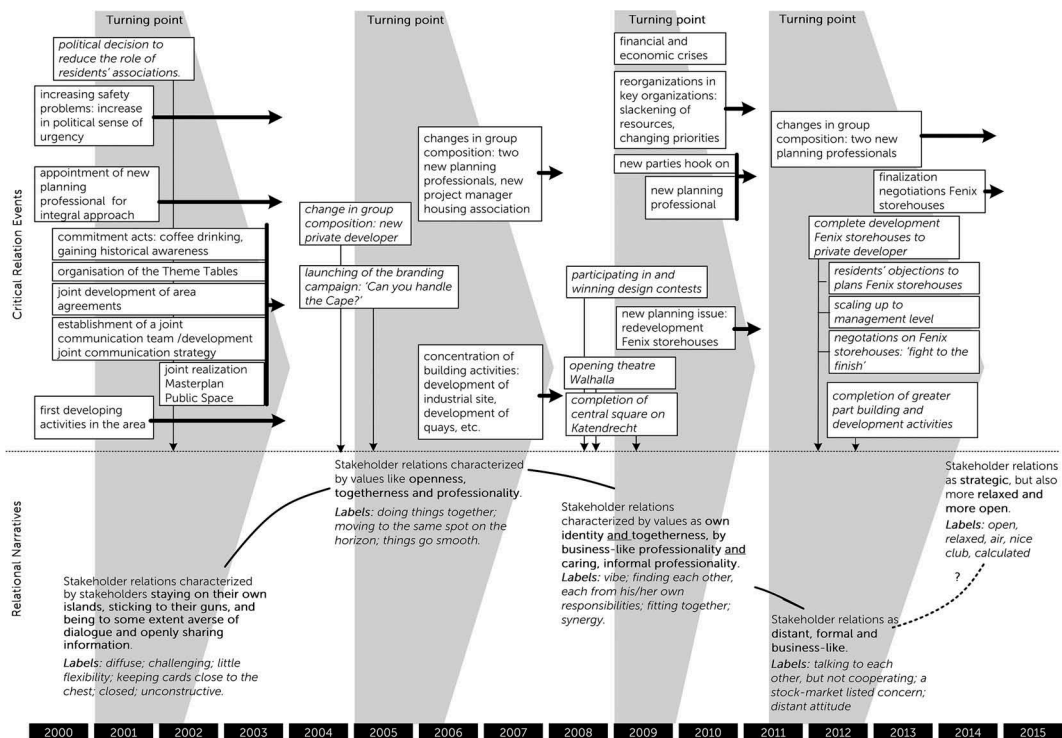 Turning point
Turning point
Turning point
Turning point
Critical Relation Events
political decision to
reduce the role of
residents' associations.
increasing safety
problems: increase
in political sense of
urgency
appointment of new
planning
professional for
integral approach
commitment acts: coffee drinking,
gaining historical awareness
organisation of the Theme Tables
joint development of area
agreements
establishment of a joint
communication team /development
joint communication strategy
joint realization
Masterplan
Public Space
first developing
activities in the area
change in group
composition: new
private developer
launching of the branding
campaign: 'Can you handle
the Cape?'
changes in group
composition: two
new planning
professionals, new
project manager
housing association
concentration of
building activities:
development of
industrial site,
development of
quays, etc.
financial and
economic crises
reorganizations in
key organizations:
slackening of
resources,
changing priorities
new parties hook on
new planning
professional
participating in and
winning design contests
new planning issue:
redevelopment
Fenix storehouses
opening theatre
Walhalla
completion of
central square on
Katendrecht
changes in group
composition: two new
planning professionals
finalization
negotiations Fenix
storehouses
complete development
Fenix storehouses to
private developer
residents' objections to
plans Fenix storehouses
scaling up to
management level
negotations on Fenix
storehouses: 'fight to the
finish'
completion of greater
part building and
development activities
Relational Narratives
Stakeholder relations characterized
by stakeholders staying on their own
islands, sticking to their guns, and
being to some extent averse of
dialogue and openly sharing
information.
Labels: diffuse; challenging; little
flexibility; keeping cards close to the
chest; closed; unconstructive.
Stakeholder relations characterized
by values like openness,
togetherness and professionality.
Labels: doing things together;
moving to the same spot on the
horizon; things go smooth.
Stakeholder relations
characterized by values as own
identity and togetherness, by
business-like professionality and
caring, informal professionality.
Labels: vibe; finding each other,
each from his/her own
responsibilities; fitting together;
synergy.
Stakeholder relations as
distant, formal and
business-like.
Labels: talking to each
other, but not cooperating; a
stock-market listed concern;
distant attitude
Stakeholder relations
as strategic, but also
more relaxed and
more open.
Labels: open,
relaxed, air, nice
club, calculated
?
2000 2001 2002 2003 2004 2005 2006 2007 2008 2009 2010 2011 2012 2013 2014 2015